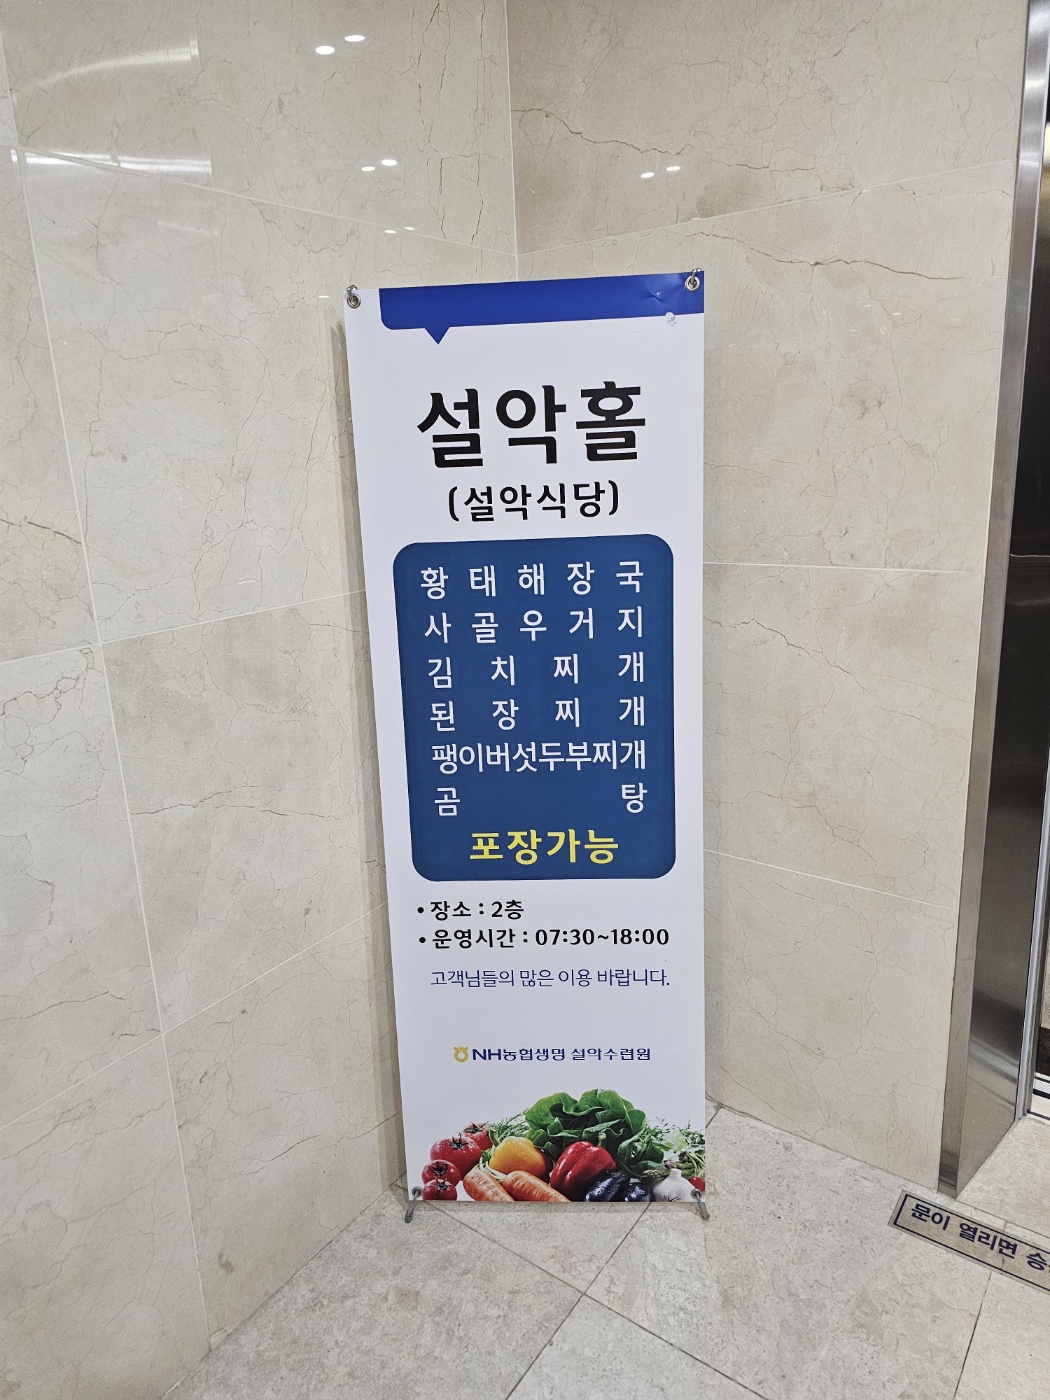 설악홀
(설악식당)
황태해장국
사골우거지
김치찌개
된장찌개
팽이버섯두부찌개
곰탕
포장가능
• 장소 : 2층
• 운영시간 : 07:30~18:00
고객님들의 많은 이용 바랍니다.
NH농협생명 설악수련원
문이 열리면 승